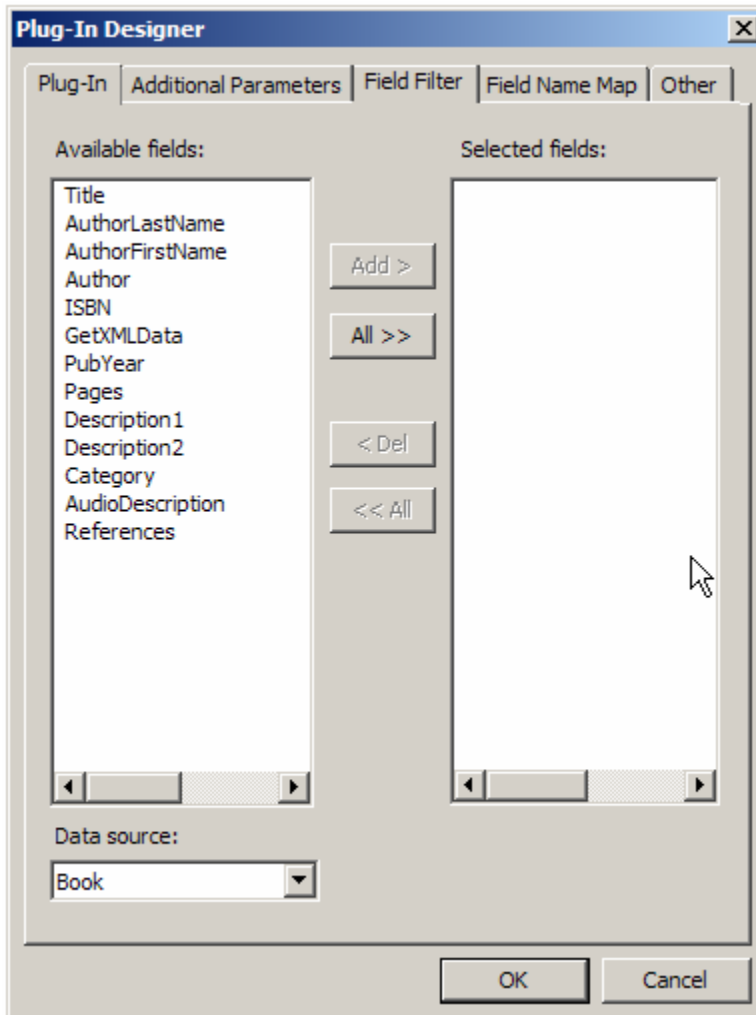 Plug-In Designer
Plug-In Additional Parameters Field Filter Field Name Map Other
Available fields:
Selected fields:
Title
AuthorLastName
AuthorFirstName
Author
ISBN
GetXMLData
PubYear
Pages
Description1
Description2
Category
AudioDescription
References
Add >
All >>
< Del
<< All
Data source:
Book
OK Cancel